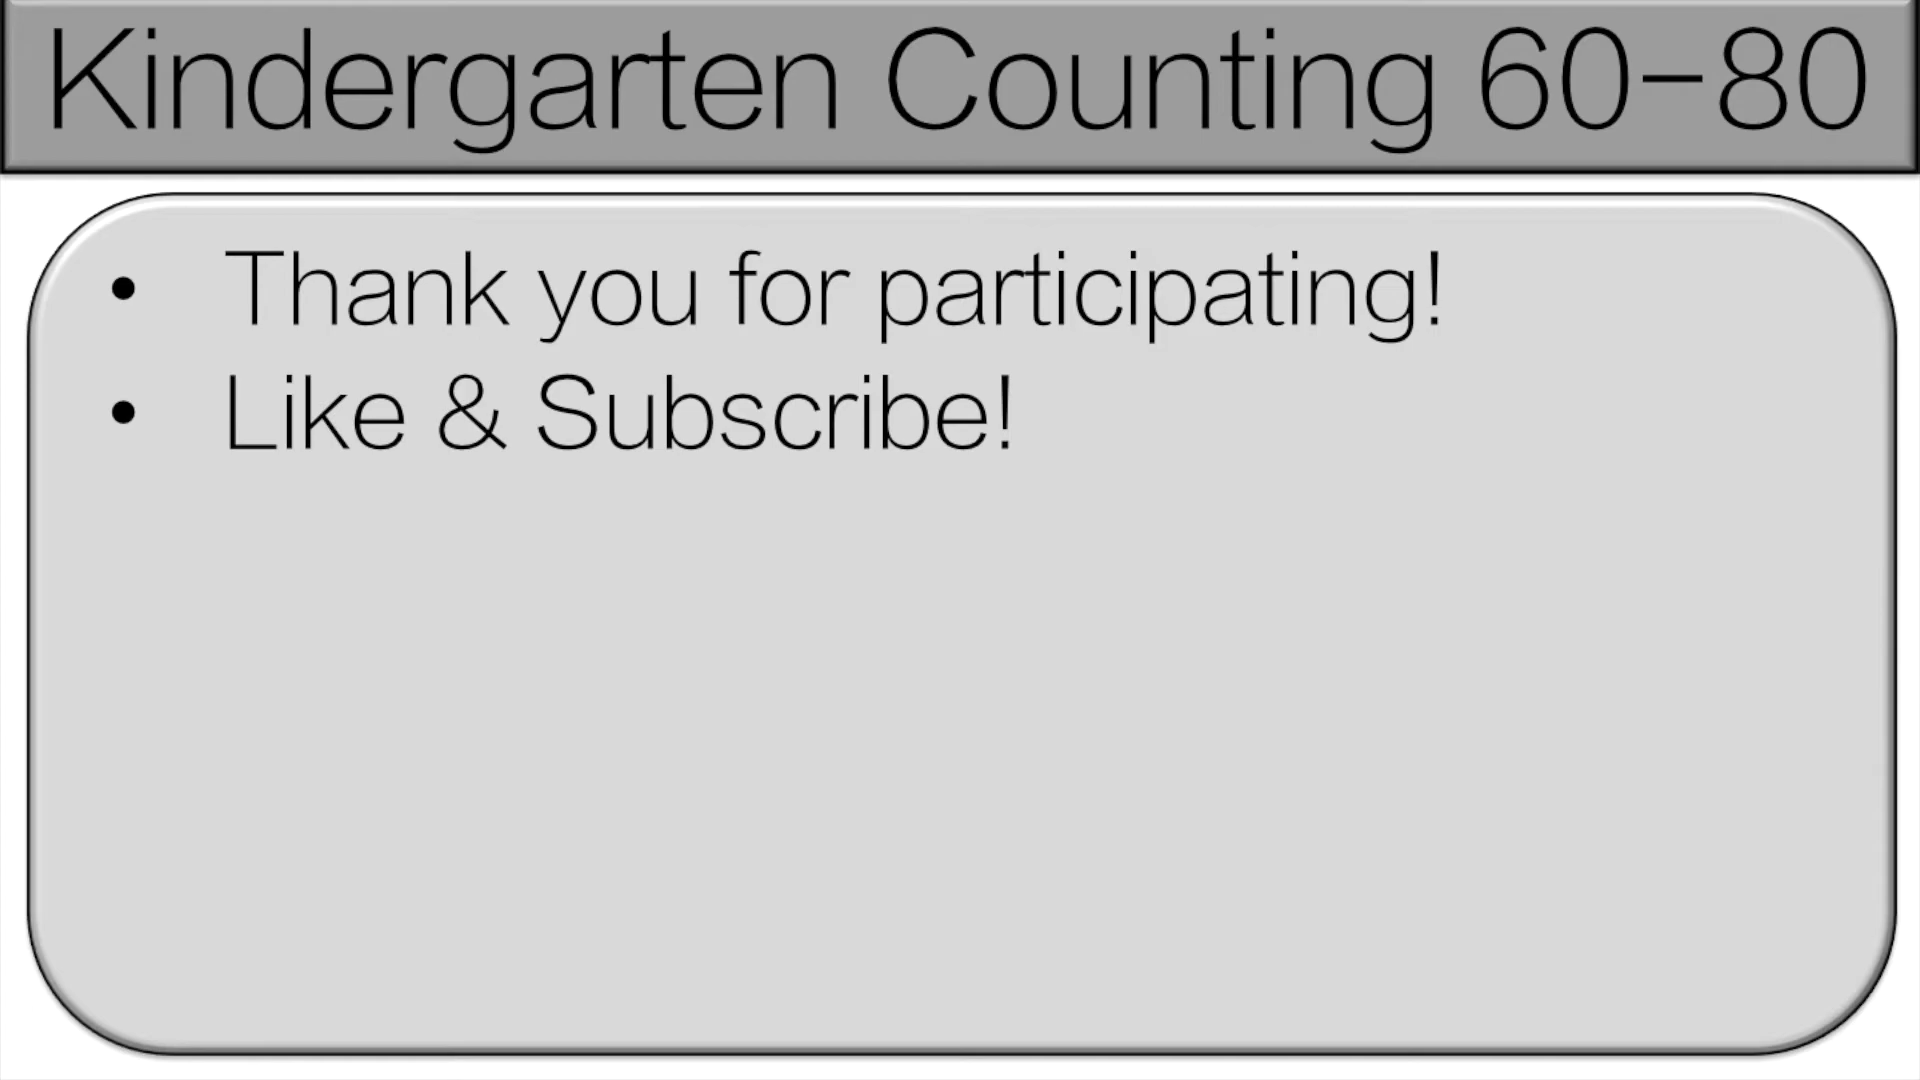 Kindergarten Counting 60-80
• Thank you for participating!
• Like & Subscribe!